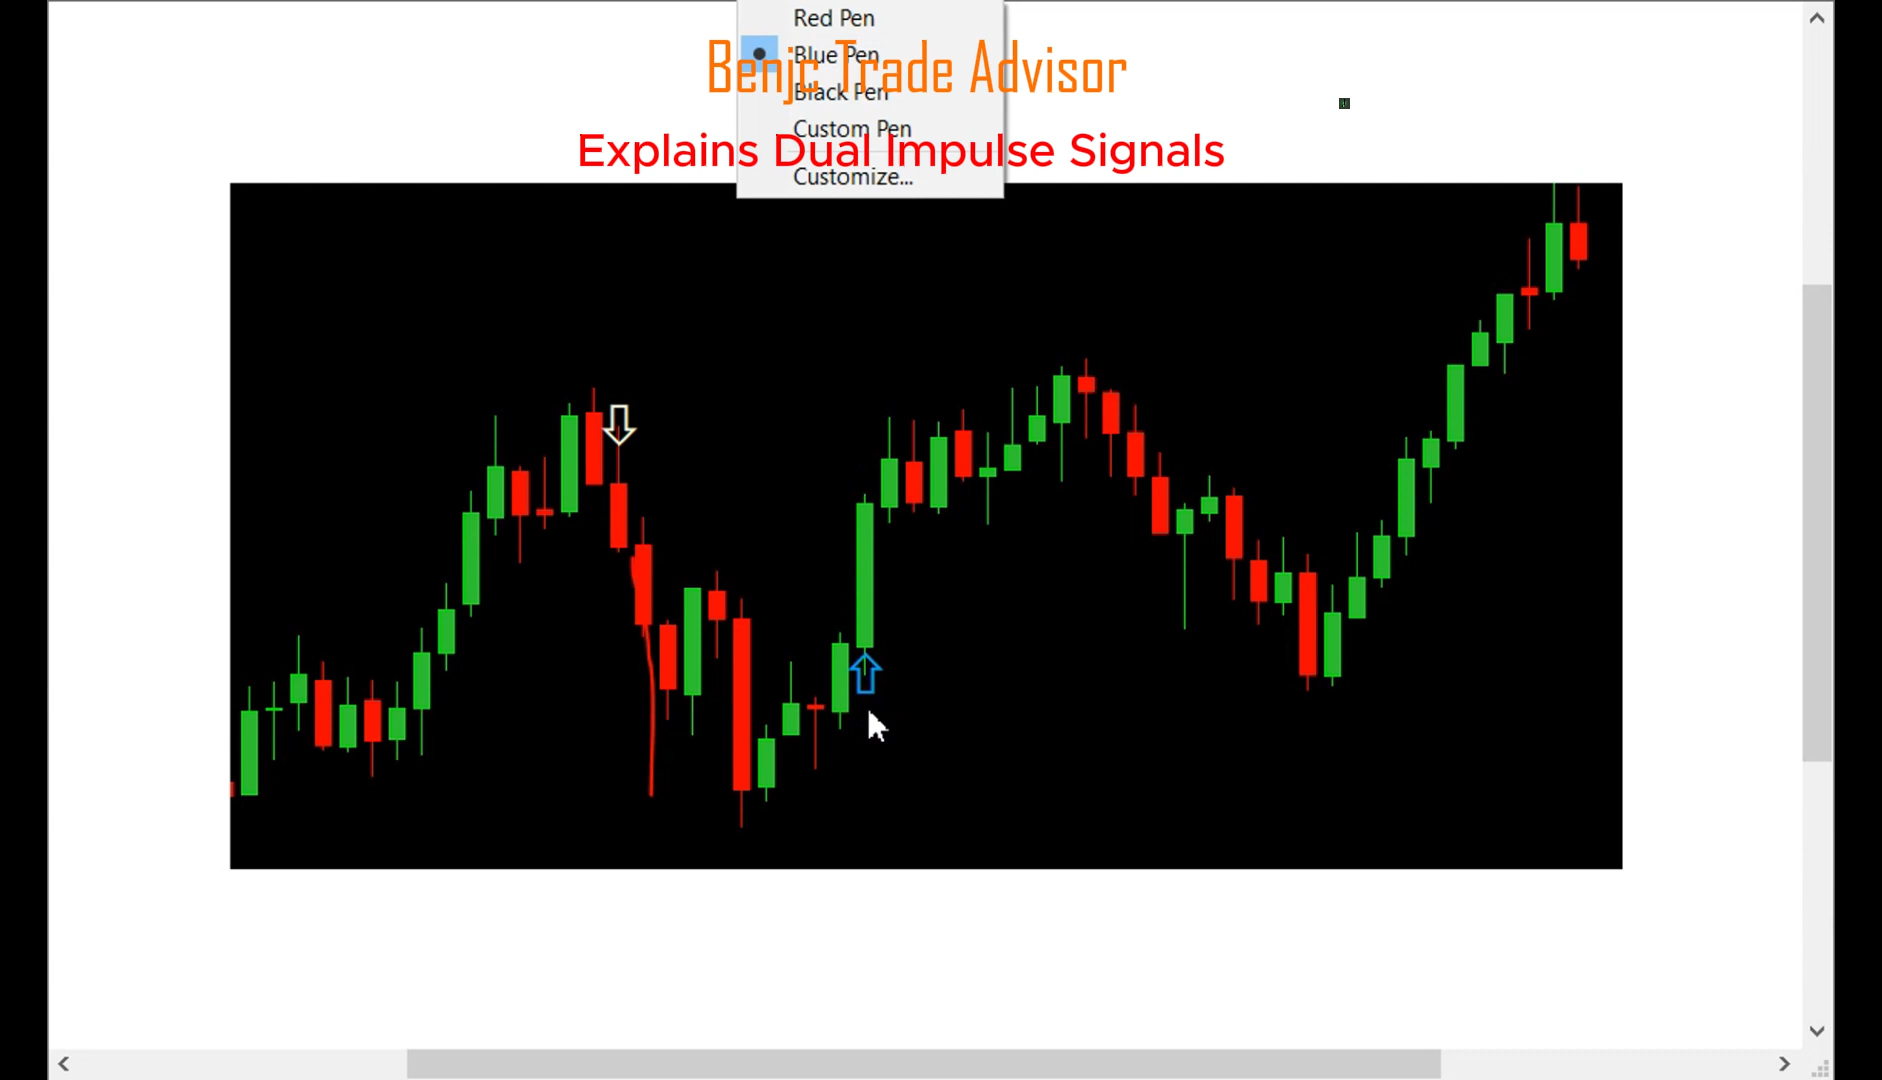 Red Pen
Blue Pen
Benjc Trade Advisor
Black Pen
Custom Pen
Explains Dual Impulse Signals
Customize...